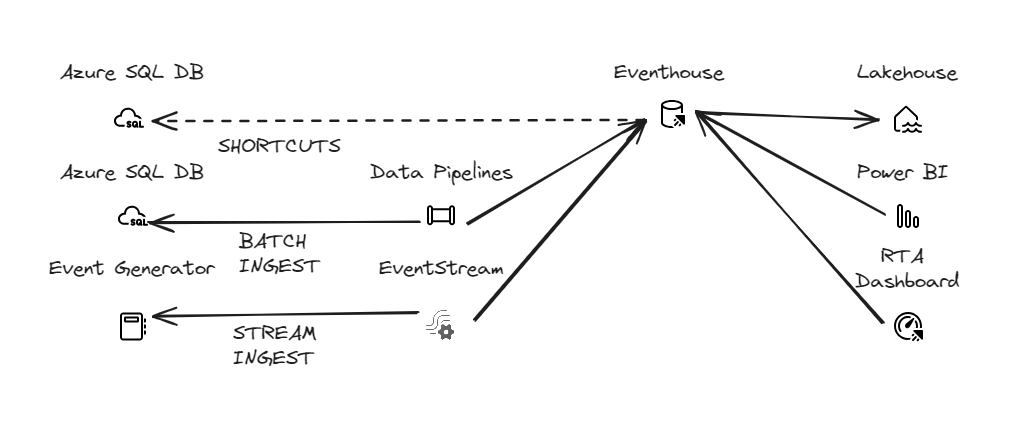 Azure SQL DB
Eventhouse
Lakehouse
SQL
SHORTCUTS
Azure SQL DB
Data Pipelines
Power BI
SQL
BATCH
INGEST
Event Generator
EventStream
RTA
Dashboard
STREAM
INGEST